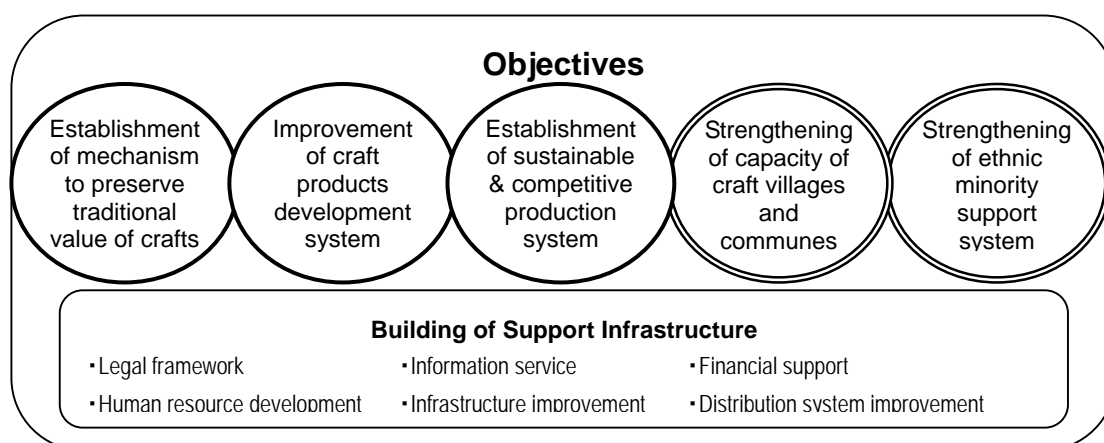 Objectives
Establishment
of mechanism
to preserve
traditional
value of crafts
Improvement
of craft
products
development
system
Establishment
of sustainable
& competitive
production
system
Strengthening
of capacity of
craft villages
and
communes
Strengthening
of ethnic
minority
support
system
Building of Support Infrastructure
・Legal framework ・Information service ・Financial support
・Human resource development ・Infrastructure improvement ・Distribution system improvement